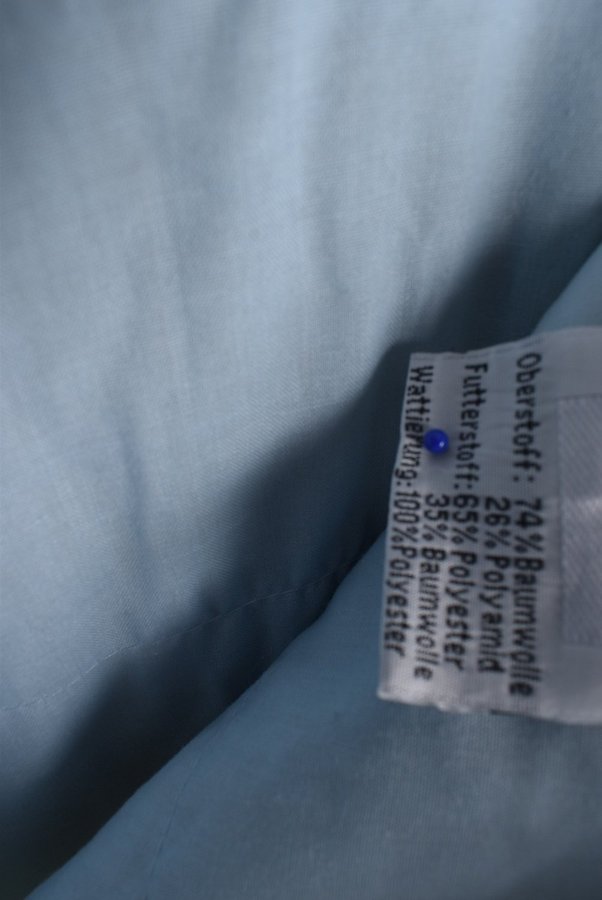 Oberstoff: 74%Baumwolle
26%Polyamid
Futterstoff:65%Polyester
35%Baumwolle
Wattierung:100%Polyester